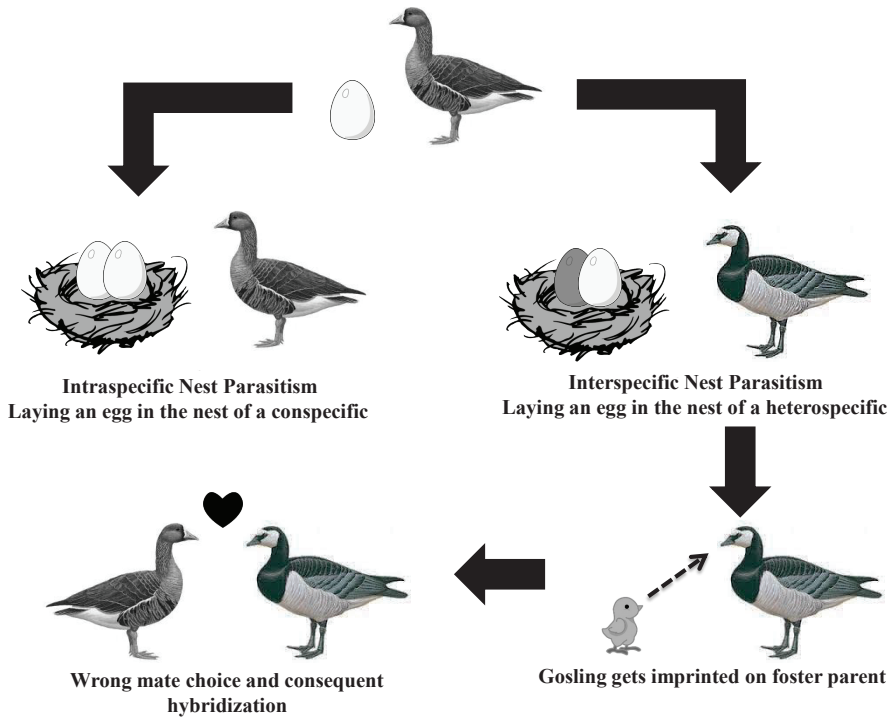 Intraspecific Nest Parasitism
Laying an egg in the nest of a conspecific
Interspecific Nest Parasitism
Laying an egg in the nest of a heterospecific
Gosling gets imprinted on foster parent
Wrong mate choice and consequent
hybridization